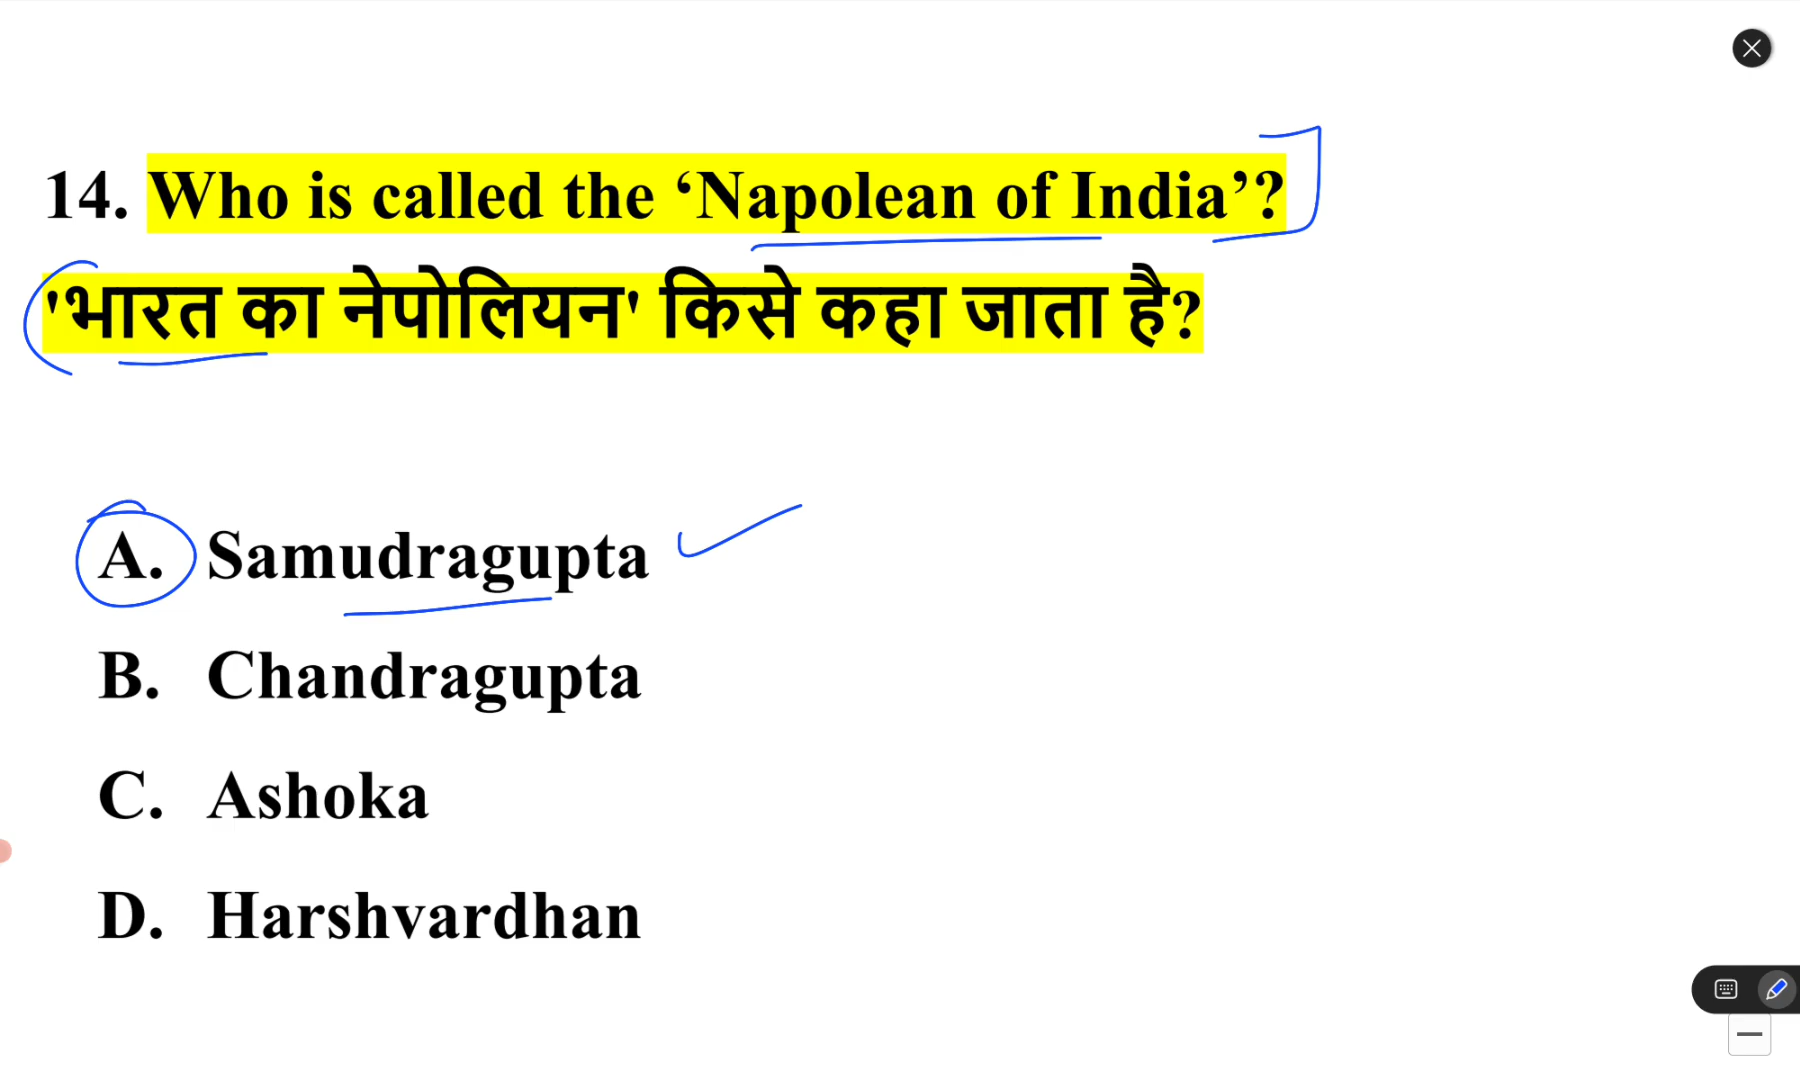 14. Who is called the ‘Napolean of India’?
'भारत का नेपोलियन' किसे कहा जाता है?
A. Samudragupta
B. Chandragupta
C. Ashoka
D. Harshvardhan